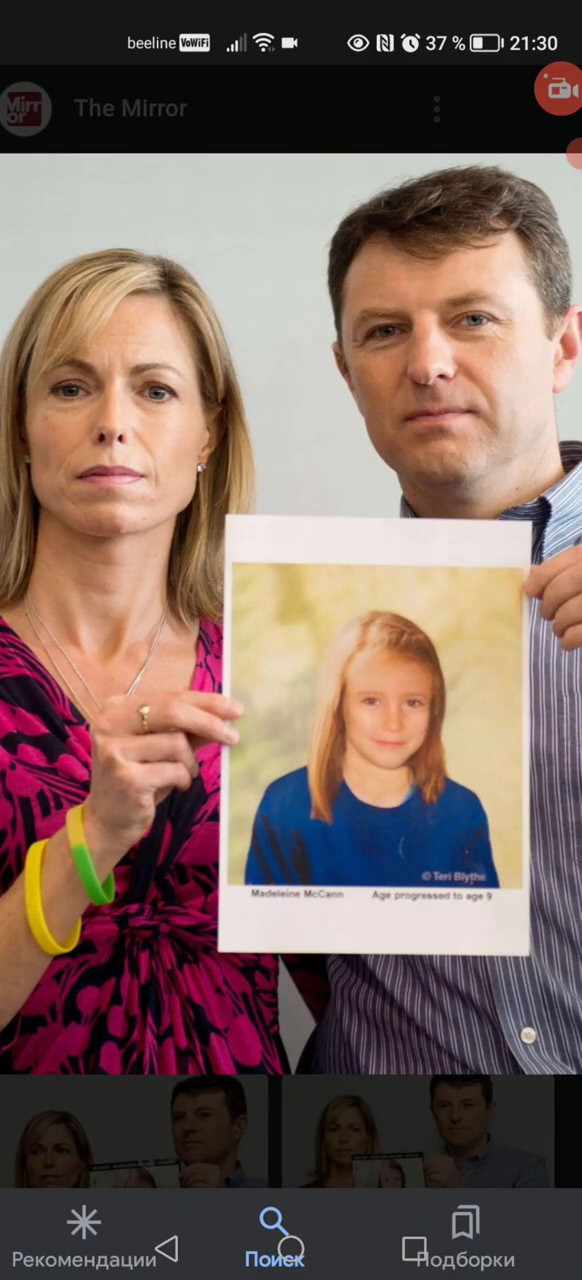 beeline VoWiFi 37 % 21:30
Mirror
The Mirror
© Teri Blythe
Madeleine McCann Age progressed to age 9
Рекомендации Поиск Подборки